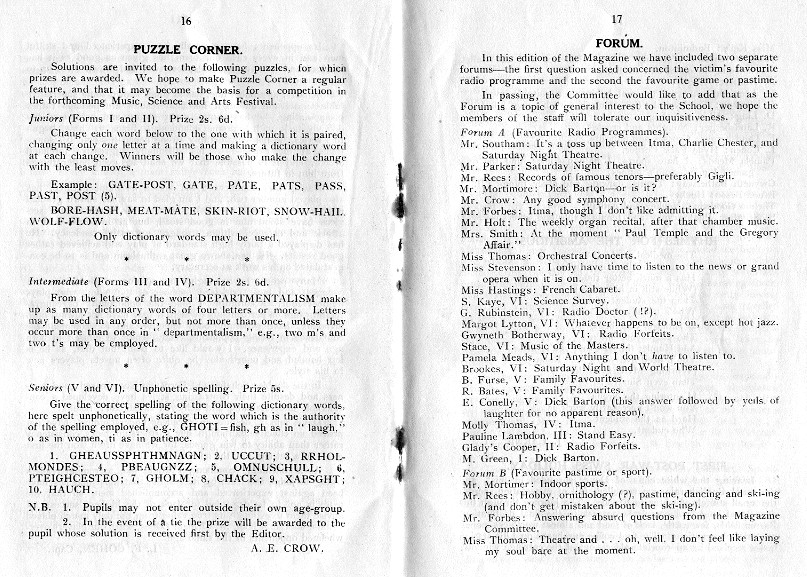 16
PUZZLE CORNER.
Solutions are invited to the following puzzles, for which
prizes are awarded. We hope to make Puzzle Corner a regular
feature, and that it may become the basis for a competition in
the forthcoming Music, Science and Arts Festival.
Juniors (Forms I and II). Prize 2s. 6d.
Change each word below to the one with which it is paired,
changing only one letter at a time and making a dictionary word
at each change. Winners will be those who make the change
with the least moves.
Example: GATE-POST, GATE, PATE, PATS, PASS,
PAST, POST (5).
BORE-HASH, MEAT-MATE, SKIN-RIOT, SNOW-HAIL,
WOLF-FLOW.
Only dictionary words may be used.
* * *
Intermediate (Forms III and IV). Prize 2s. 6d.
From the letters of the word DEPARTMENTALISM make
up as many dictionary words of four letters or more. Letters
may be used in any order, but not more than once, unless they
occur more than once in "departmentalism," e.g., two m's and
two t's may be employed.
* * *
Seniors (V and VI). Unphonetic spelling. Prize 5s.
Give the correct spelling of the following dictionary words,
here spelt unphonetically, stating the word which is the authority
of the spelling employed, e.g., GHOTI=fish, gh as in "laugh,"
o as in women, ti as in patience.
1. GHEAUSSPHTHMNAGN; 2, UCCUT; 3, RRHOL-
MONDES; 4, PBEAUGNZZ; 5, OMNUSCHULL; 6,
PTEIGHCESTEO; 7, GHOLM; 8, CHACK; 9, XAPSGHT;
10. HAUCH.
N.B. 1. Pupils may not enter outside their own age-group.
2. In the event of a tie the prize will be awarded to the
pupil whose solution is received first by the Editor.
A. E. CROW.
17
FORUM.
In this edition of the Magazine we have included two separate
forums—the first question asked concerned the victim's favourite
radio programme and the second the favourite game or pastime.
In passing, the Committee would like to add that as the
Forum is a topic of general interest to the School, we hope the
members of the staff will tolerate our inquisitiveness.
Forum A (Favourite Radio Programmes).
Mr. Southam: It's a toss up between Itma, Charlie Chester, and
Saturday Night Theatre.
Mr. Parker: Saturday Night Theatre.
Mr. Rees: Records of famous tenors—preferably Gigli.
Mr. Mortimore: Dick Barton—or is it?
Mr. Crow: Any good symphony concert.
Mr. Forbes: Itma, though I don't like admitting it.
Mr. Holt: The weekly organ recital, after that chamber music.
Mrs. Smith: At the moment "Paul Temple and the Gregory
Affair."
Miss Thomas: Orchestral Concerts.
Miss Stevenson: I only have time to listen to the news or grand
opera when it is on.
Miss Hastings: French Cabaret.
S. Kaye, VI: Science Survey.
G. Rubinstein, VI: Radio Doctor (!?).
Margot Lytton, VI: Whatever happens to be on, except hot jazz.
Gwyneth Botherway, VI: Radio Forfeits.
Stace, VI: Music of the Masters.
Pamela Meads, VI: Anything I don't have to listen to.
Brookes, VI: Saturday Night and World Theatre.
B. Furse, V: Family Favourites.
R. Bates, V: Family Favourites.
E. Conelly, V: Dick Barton (this answer followed by yells of
laughter for no apparent reason).
Molly Thomas, IV: Itma.
Pauline Lambdon, III: Stand Easy.
Glady's Cooper, II: Radio Forfeits.
M. Green, I: Dick Barton.
Forum B (Favourite pastime or sport).
Mr. Mortimer: Indoor sports.
Mr. Rees: Hobby, ornithology (?), pastime, dancing and ski-ing
(and don't get mistaken about the ski-ing).
Mr. Forbes: Answering absurd questions from the Magazine
Committee.
Miss Thomas: Theatre and . . . oh, well, I don't feel like laying
my soul bare at the moment.